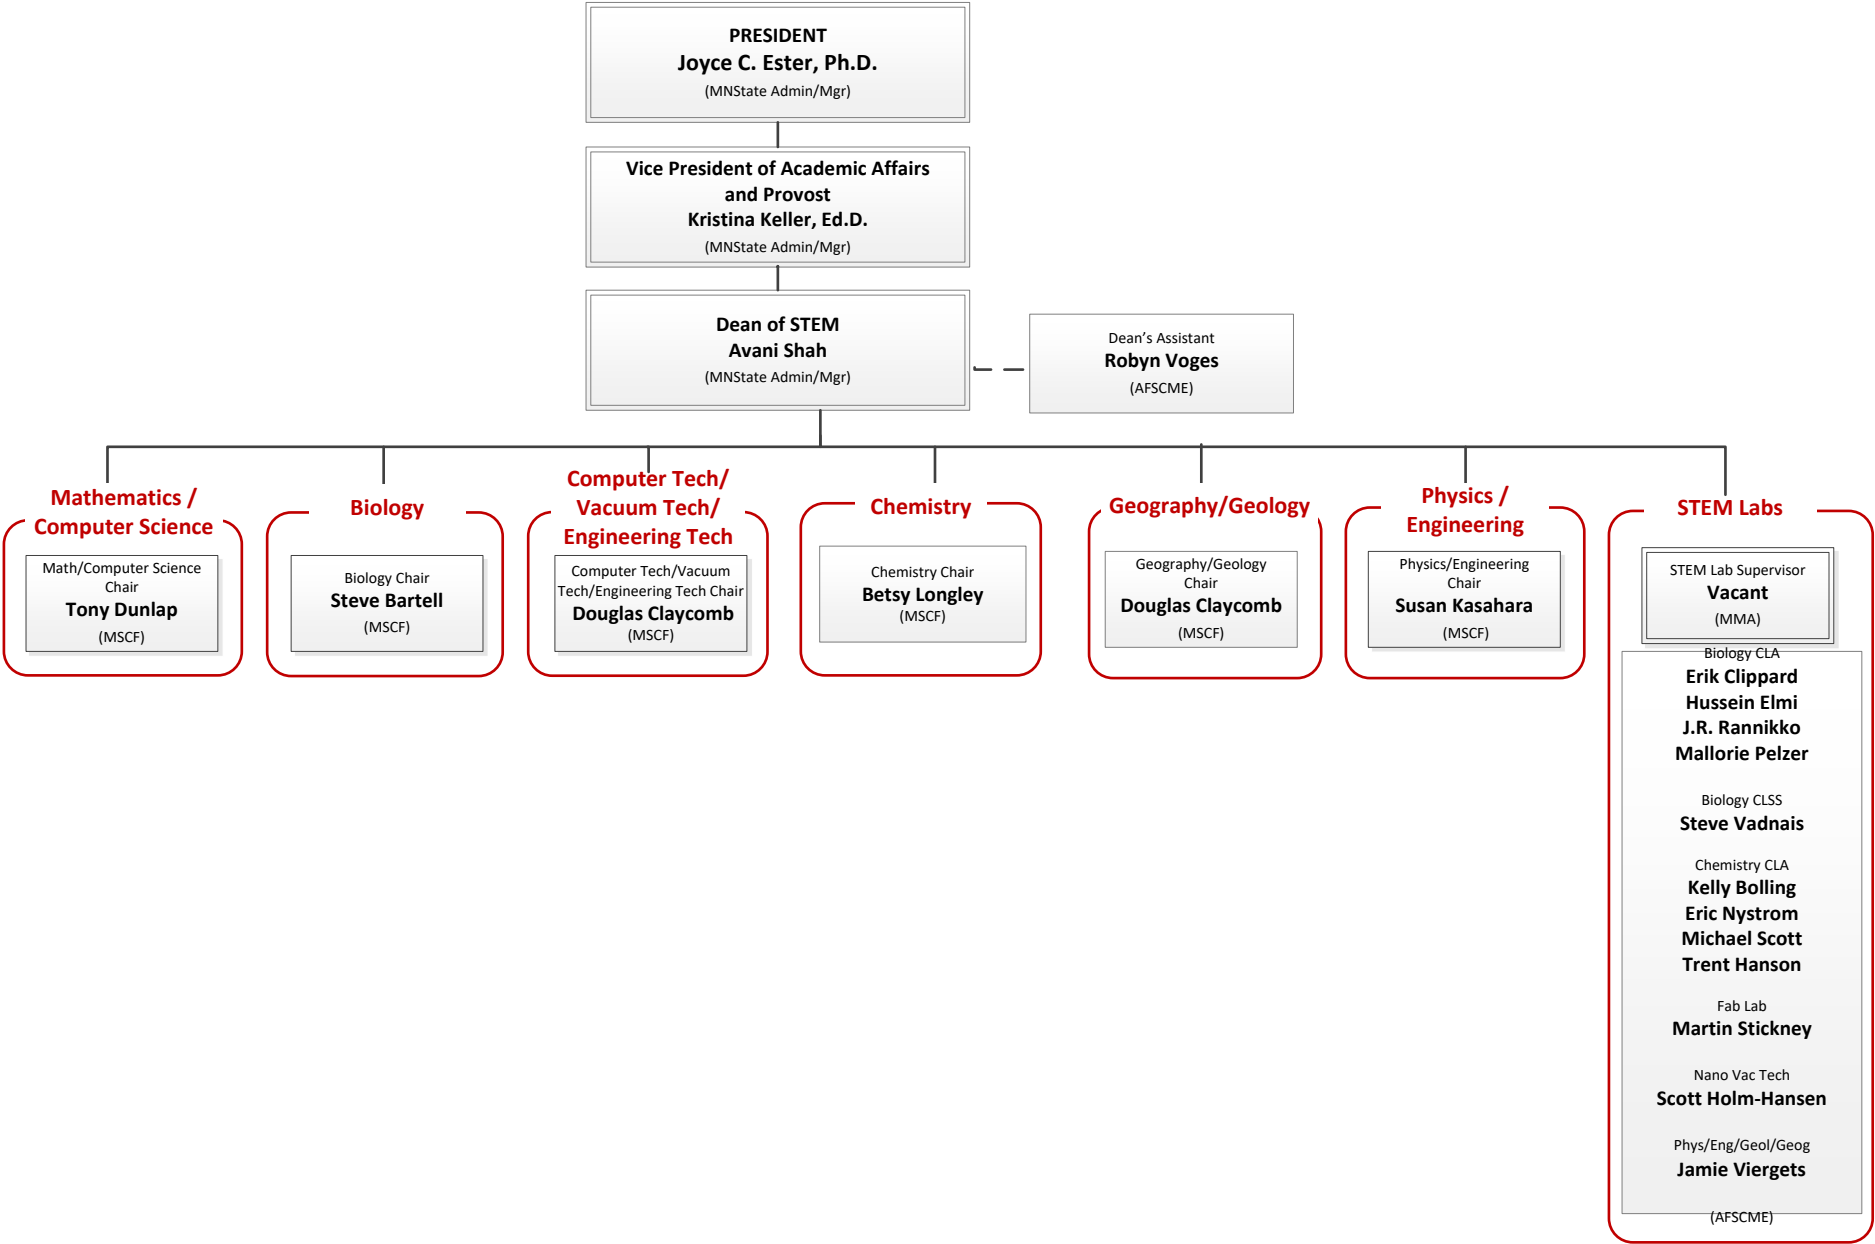 PRESIDENT
Joyce C. Ester, Ph.D.
(MNState Admin/Mgr)
Vice President of Academic Affairs
and Provost
Kristina Keller, Ed.D.
(MNState Admin/Mgr)
Dean of STEM
Avani Shah
(MNState Admin/Mgr)
Dean’s Assistant
Robyn Voges
(AFSCME)
Mathematics /
Computer Science
Math/Computer Science
Chair
Tony Dunlap
(MSCF)
Biology
Biology Chair
Steve Bartell
(MSCF)
Computer Tech/
Vacuum Tech/
Engineering Tech
Computer Tech/Vacuum
Tech/Engineering Tech Chair
Douglas Claycomb
(MSCF)
Chemistry
Chemistry Chair
Betsy Longley
(MSCF)
Geography/Geology
Geography/Geology
Chair
Douglas Claycomb
(MSCF)
Physics /
Engineering
Physics/Engineering
Chair
Susan Kasahara
(MSCF)
STEM Labs
STEM Lab Supervisor
Vacant
(MMA)
Biology CLA
Erik Clippard
Hussein Elmi
J.R. Rannikko
Mallorie Pelzer
Biology CLSS
Steve Vadnais
Chemistry CLA
Kelly Bolling
Eric Nystrom
Michael Scott
Trent Hanson
Fab Lab
Martin Stickney
Nano Vac Tech
Scott Holm-Hansen
Phys/Eng/Geol/Geog
Jamie Viergets
(AFSCME)